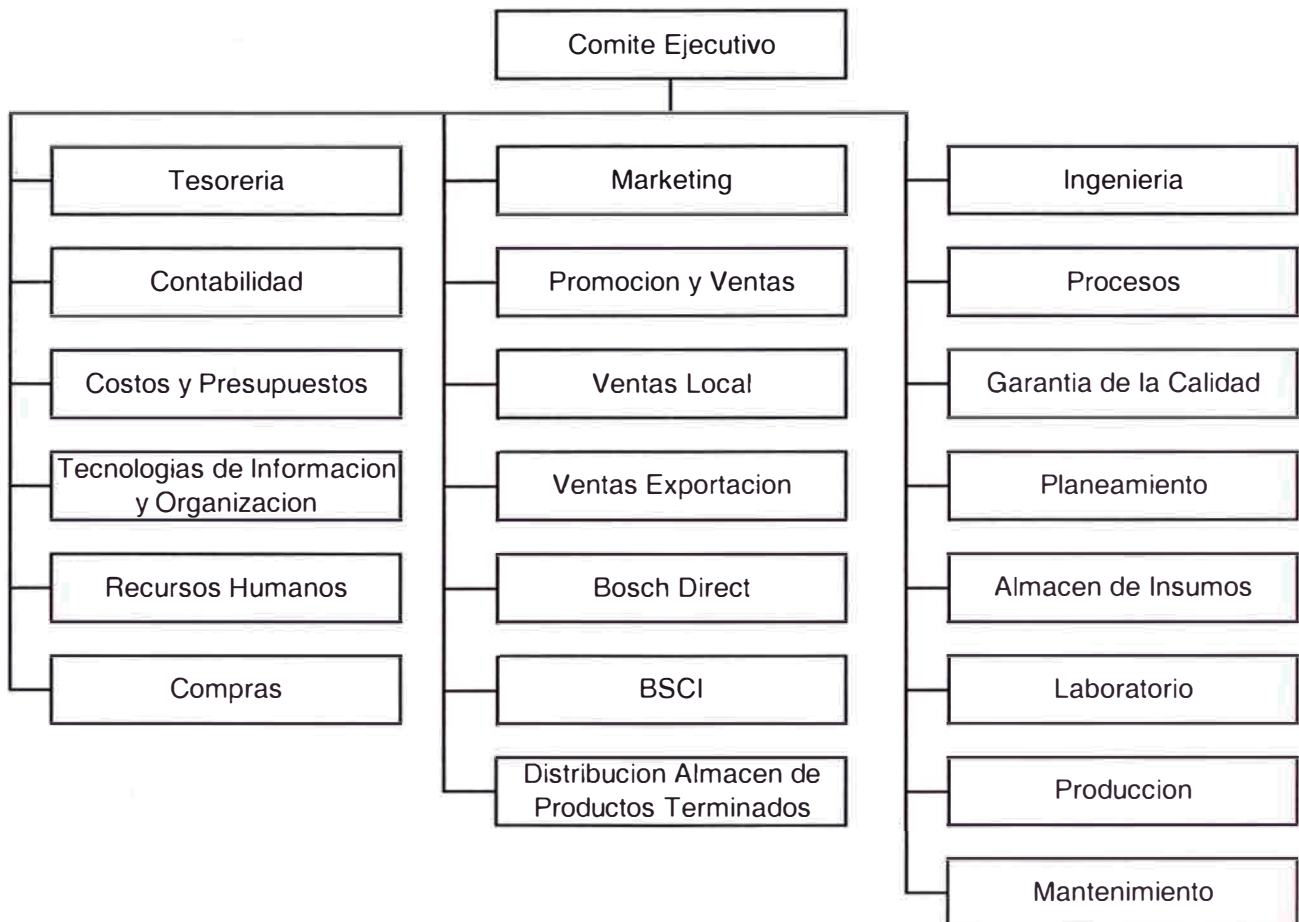 Comite Ejecutivo
Tesoreria
Contabilidad
Costos y Presupuestos
Tecnologias de Informacion
y Organizacion
Recursos Humanos
Compras
Marketing
Promocion y Ventas
Ventas Local
Ventas Exportacion
Bosch Direct
BSCI
Distribucion Almacen de
Productos Terminados
Ingenieria
Procesos
Garantia de la Calidad
Planeamiento
Almacen de Insumos
Laboratorio
Produccion
Mantenimiento